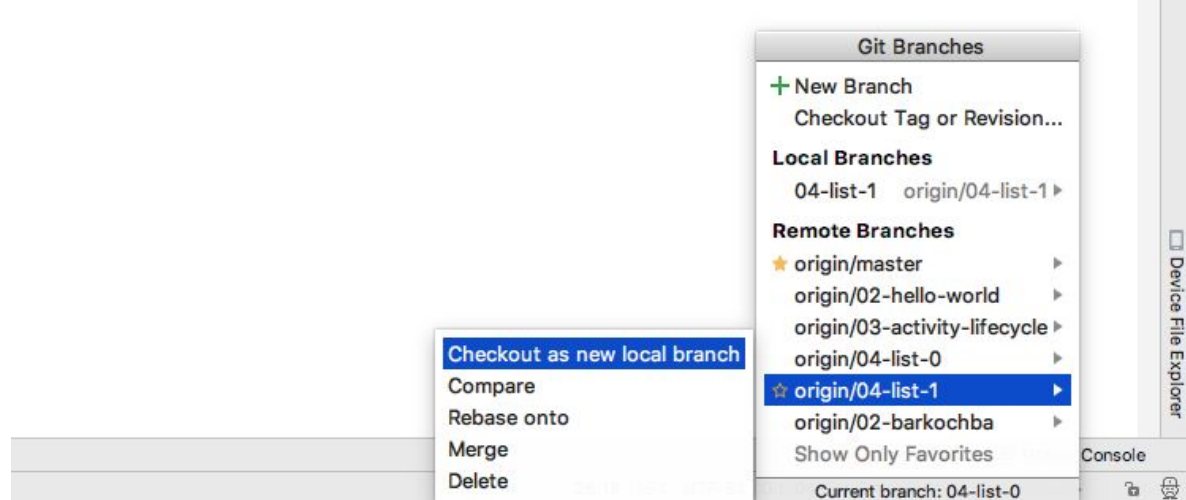 Git Branches
New Branch
Checkout Tag or Revision...
Local Branches
04-list-1 origin/04-list-1
Remote Branches
origin/master
origin/02-hello-world
origin/03-activity-lifecycle
origin/04-list-0
origin/04-list-1
origin/02-barkochba
Show Only Favorites
Current branch: 04-list-0
Checkout as new local branch
Compare
Rebase onto
Merge
Delete
Console
Device File Explorer